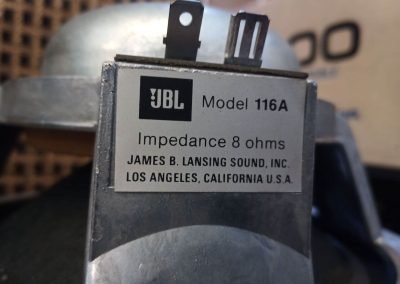 JBL Model 116A
Impedance 8 ohms
JAMES B. LANSING SOUND, INC.
LOS ANGELES, CALIFORNIA U.S.A.